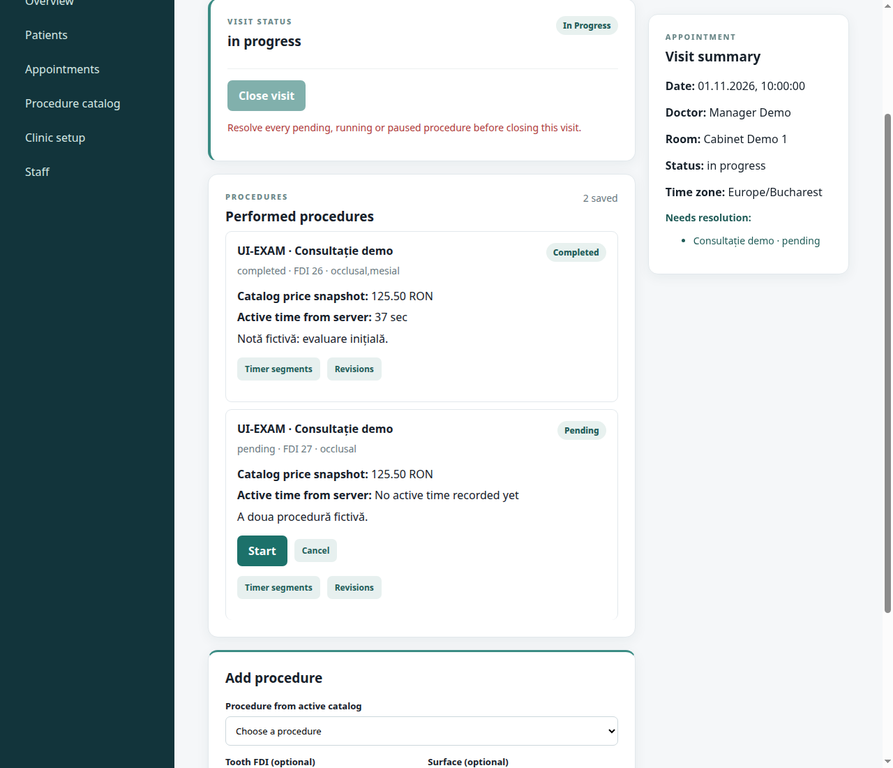 Overview
Patients
Appointments
Procedure catalog
Clinic setup
Staff
VISIT STATUS
in progress
In Progress
Close visit
Resolve every pending, running or paused procedure before closing this visit.
PROCEDURES
Performed procedures
2 saved
UI-EXAM · Consultație demo
Completed
completed · FDI 26 · occlusal,mesial
Catalog price snapshot: 125.50 RON
Active time from server: 37 sec
Notă fictivă: evaluare inițială.
Timer segments
Revisions
UI-EXAM · Consultație demo
Pending
pending · FDI 27 · occlusal
Catalog price snapshot: 125.50 RON
Active time from server: No active time recorded yet
A doua procedură fictivă.
Start
Cancel
Timer segments
Revisions
Add procedure
Procedure from active catalog
Choose a procedure
Tooth FDI (optional)
Surface (optional)
APPOINTMENT
Visit summary
Date: 01.11.2026, 10:00:00
Doctor: Manager Demo
Room: Cabinet Demo 1
Status: in progress
Time zone: Europe/Bucharest
Needs resolution:
• Consultație demo · pending